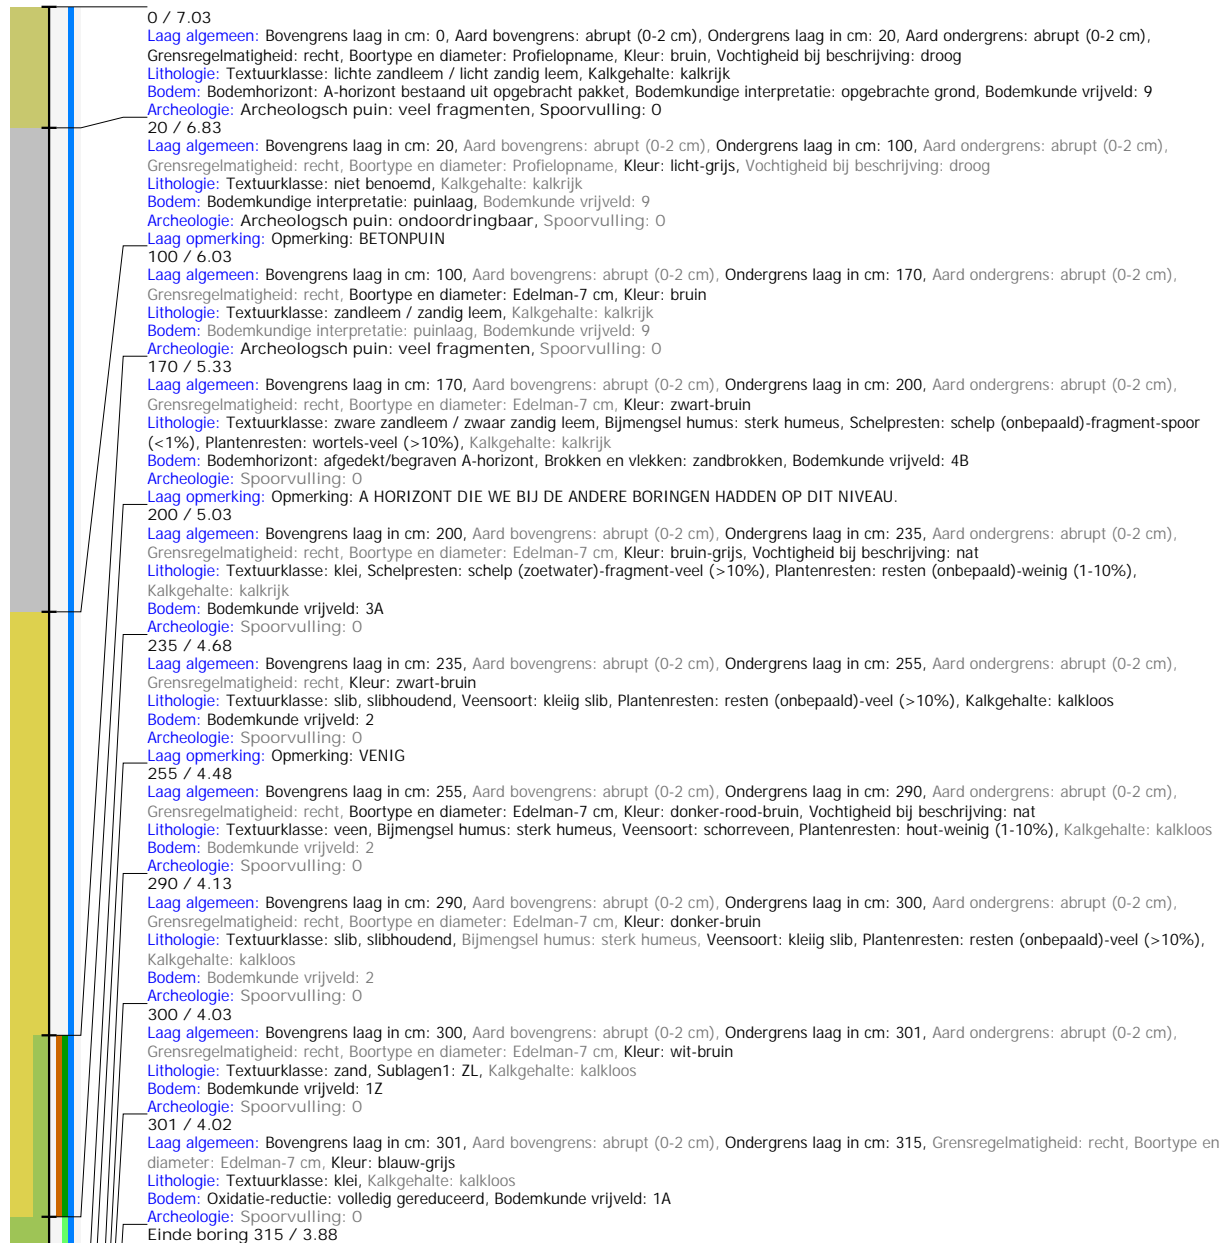 0 / 7.03
Laag algemeen: Bovengrens laag in cm: 0, Aard bovengrens: abrupt (0-2 cm), Ondergrens laag in cm: 20, Aard ondergrens: abrupt (0-2 cm),
Grensregelmatigheid: recht, Boortype en diameter: Profielopname, Kleur: bruin, Vochtigheid bij beschrijving: droog
Lithologie: Textuurklasse: lichte zandleem / licht zandig leem, Kalkgehalte: kalkrijk
Bodem: Bodemhorizont: A-horizont bestaand uit opgebracht pakket, Bodemkundige interpretatie: opgebrachte grond, Bodemkunde vrijveld: 9
Archeologie: Archeologsch puin: veel fragmenten, Spoorvulling: 0
20 / 6.83
Laag algemeen: Bovengrens laag in cm: 20, Aard bovengrens: abrupt (0-2 cm), Ondergrens laag in cm: 100, Aard ondergrens: abrupt (0-2 cm),
Grensregelmatigheid: recht, Boortype en diameter: Profielopname, Kleur: licht-grijs, Vochtigheid bij beschrijving: droog
Lithologie: Textuurklasse: niet benoemd, Kalkgehalte: kalkrijk
Bodem: Bodemkundige interpretatie: puinlaag, Bodemkunde vrijveld: 9
Archeologie: Archeologsch puin: ondoordringbaar, Spoorvulling: 0
Laag opmerking: Opmerking: BETONPUIN
100 / 6.03
Laag algemeen: Bovengrens laag in cm: 100, Aard bovengrens: abrupt (0-2 cm), Ondergrens laag in cm: 170, Aard ondergrens: abrupt (0-2 cm),
Grensregelmatigheid: recht, Boortype en diameter: Edelman-7 cm, Kleur: bruin
Lithologie: Textuurklasse: zandleem / zandig leem, Kalkgehalte: kalkrijk
Bodem: Bodemkundige interpretatie: puinlaag, Bodemkunde vrijveld: 9
Archeologie: Archeologsch puin: veel fragmenten, Spoorvulling: 0
170 / 5.33
Laag algemeen: Bovengrens laag in cm: 170, Aard bovengrens: abrupt (0-2 cm), Ondergrens laag in cm: 200, Aard ondergrens: abrupt (0-2 cm),
Grensregelmatigheid: recht, Boortype en diameter: Edelman-7 cm, Kleur: zwart-bruin
Lithologie: Textuurklasse: zware zandleem / zwaar zandig leem, Bijmengsel humus: sterk humeus, Schelpresten: schelp (onbepaald)-fragment-spoor
(<1%), Plantenresten: wortels-veel (>10%), Kalkgehalte: kalkrijk
Bodem: Bodemhorizont: afgedekt/begraven A-horizont, Brokken en vlekken: zandbrokken, Bodemkunde vrijveld: 4B
Archeologie: Spoorvulling: 0
Laag opmerking: Opmerking: A HORIZONT DIE WE BIJ DE ANDERE BORINGEN HADDEN OP DIT NIVEAU.
200 / 5.03
Laag algemeen: Bovengrens laag in cm: 200, Aard bovengrens: abrupt (0-2 cm), Ondergrens laag in cm: 235, Aard ondergrens: abrupt (0-2 cm),
Grensregelmatigheid: recht, Boortype en diameter: Edelman-7 cm, Kleur: bruin-grijs, Vochtigheid bij beschrijving: nat
Lithologie: Textuurklasse: klei, Schelpresten: schelp (zoetwater)-fragment-veel (>10%), Plantenresten: resten (onbepaald)-weinig (1-10%),
Kalkgehalte: kalkrijk
Bodem: Bodemkunde vrijveld: 3A
Archeologie: Spoorvulling: 0
235 / 4.68
Laag algemeen: Bovengrens laag in cm: 235, Aard bovengrens: abrupt (0-2 cm), Ondergrens laag in cm: 255, Aard ondergrens: abrupt (0-2 cm),
Grensregelmatigheid: recht, Kleur: zwart-bruin
Lithologie: Textuurklasse: slib, slibhoudend, Veensoort: kleiig slib, Plantenresten: resten (onbepaald)-veel (>10%), Kalkgehalte: kalkloos
Bodem: Bodemkunde vrijveld: 2
Archeologie: Spoorvulling: 0
Laag opmerking: Opmerking: VENIG
255 / 4.48
Laag algemeen: Bovengrens laag in cm: 255, Aard bovengrens: abrupt (0-2 cm), Ondergrens laag in cm: 290, Aard ondergrens: abrupt (0-2 cm),
Grensregelmatigheid: recht, Boortype en diameter: Edelman-7 cm, Kleur: donker-rood-bruin, Vochtigheid bij beschrijving: nat
Lithologie: Textuurklasse: veen, Bijmengsel humus: sterk humeus, Veensoort: schorreveen, Plantenresten: hout-weinig (1-10%), Kalkgehalte: kalkloos
Bodem: Bodemkunde vrijveld: 2
Archeologie: Spoorvulling: 0
290 / 4.13
Laag algemeen: Bovengrens laag in cm: 290, Aard bovengrens: abrupt (0-2 cm), Ondergrens laag in cm: 300, Aard ondergrens: abrupt (0-2 cm),
Grensregelmatigheid: recht, Boortype en diameter: Edelman-7 cm, Kleur: donker-bruin
Lithologie: Textuurklasse: slib, slibhoudend, Bijmengsel humus: sterk humeus, Veensoort: kleiig slib, Plantenresten: resten (onbepaald)-veel (>10%),
Kalkgehalte: kalkloos
Bodem: Bodemkunde vrijveld: 2
Archeologie: Spoorvulling: 0
300 / 4.03
Laag algemeen: Bovengrens laag in cm: 300, Aard bovengrens: abrupt (0-2 cm), Ondergrens laag in cm: 301, Aard ondergrens: abrupt (0-2 cm),
Grensregelmatigheid: recht, Boortype en diameter: Edelman-7 cm, Kleur: wit-bruin
Lithologie: Textuurklasse: zand, Sublagen1: ZL, Kalkgehalte: kalkloos
Bodem: Bodemkunde vrijveld: 1Z
Archeologie: Spoorvulling: 0
301 / 4.02
Laag algemeen: Bovengrens laag in cm: 301, Aard bovengrens: abrupt (0-2 cm), Ondergrens laag in cm: 315, Grensregelmatigheid: recht, Boortype en
diameter: Edelman-7 cm, Kleur: blauw-grijs
Lithologie: Textuurklasse: klei, Kalkgehalte: kalkloos
Bodem: Oxidatie-reductie: volledig gereduceerd, Bodemkunde vrijveld: 1A
Archeologie: Spoorvulling: 0
Einde boring 315 / 3.88